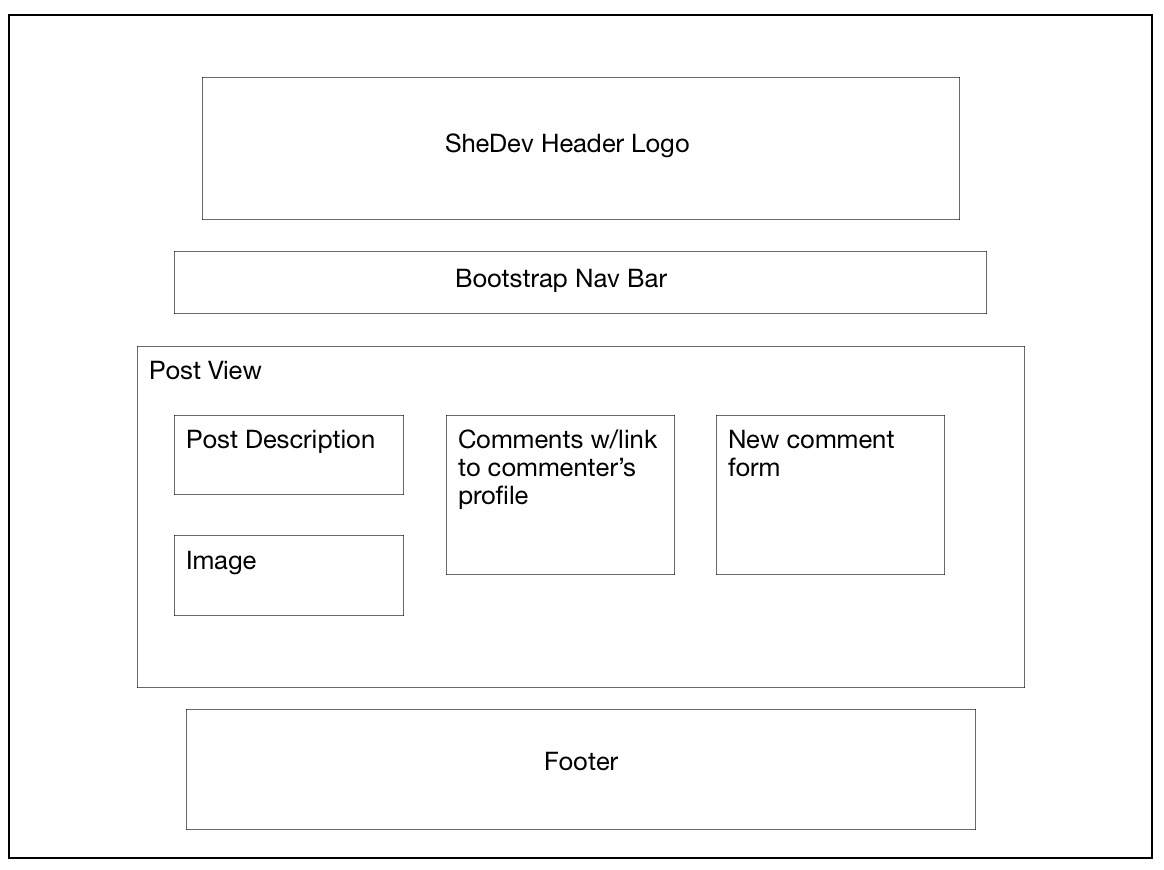 SheDev Header Logo
Bootstrap Nav Bar
Post View
Post Description
Image
Comments w/link
to commenter’s
profile
New comment
form
Footer